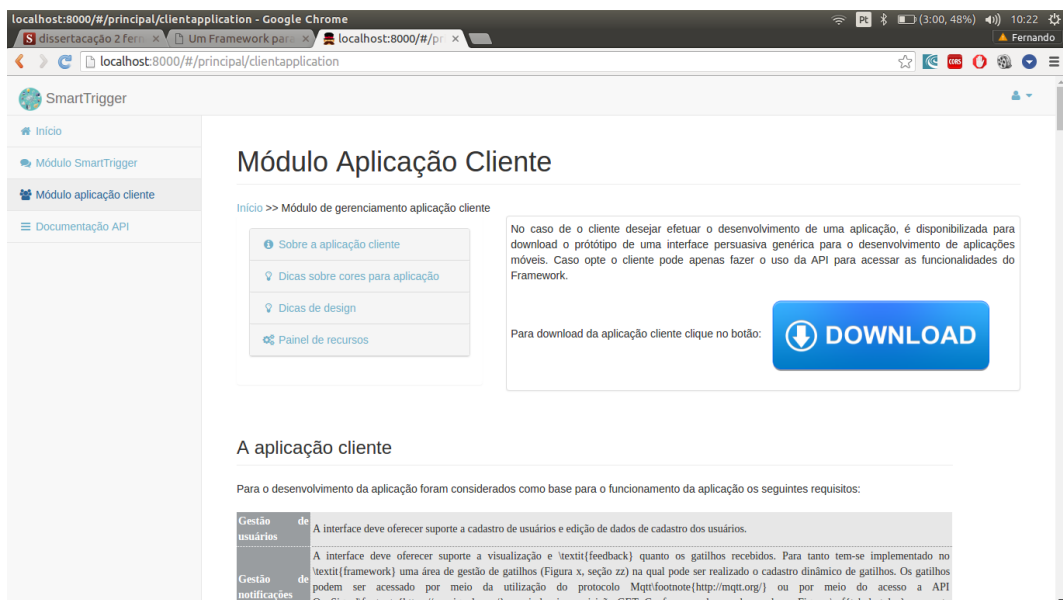 localhost:8000/#/principal/clientapplication - Google Chrome
Pt (3:00, 48%) 10:22
S dissertacação 2 fern × Um Framework para × localhost:8000/#/pr × Fernando
localhost:8000/#/principal/clientapplication CORS
SmartTrigger
Início
Módulo SmartTrigger
Módulo aplicação cliente
Documentação API
Módulo Aplicação Cliente
Início >> Módulo de gerenciamento aplicação cliente
Sobre a aplicação cliente
Dicas sobre cores para aplicação
Dicas de design
Painel de recursos
No caso de o cliente desejar efetuar o desenvolvimento de uma aplicação, é disponibilizada para
download o prótótipo de uma interface persuasiva genérica para o desenvolvimento de aplicações
móveis. Caso opte o cliente pode apenas fazer o uso da API para acessar as funcionalidades do
Framework.
Para download da aplicação cliente clique no botão:
DOWNLOAD
A aplicação cliente
Para o desenvolvimento da aplicação foram considerados como base para o funcionamento da aplicação os seguintes requisitos:
Gestão de
usuários
A interface deve oferecer suporte a cadastro de usuários e edição de dados de cadastro dos usuários.
Gestão de
notificações
A interface deve oferecer suporte a visualização e \textit{feedback} quanto os gatilhos recebidos. Para tanto tem-se implementado no
\textit{framework} uma área de gestão de gatilhos (Figura x, seção zz) na qual pode ser realizado o cadastro dinâmico de gatilhos. Os gatilhos
podem ser acessado por meio da utilização do protocolo Mqtt\footnote{http://mqtt.org/} ou por meio do acesso a API